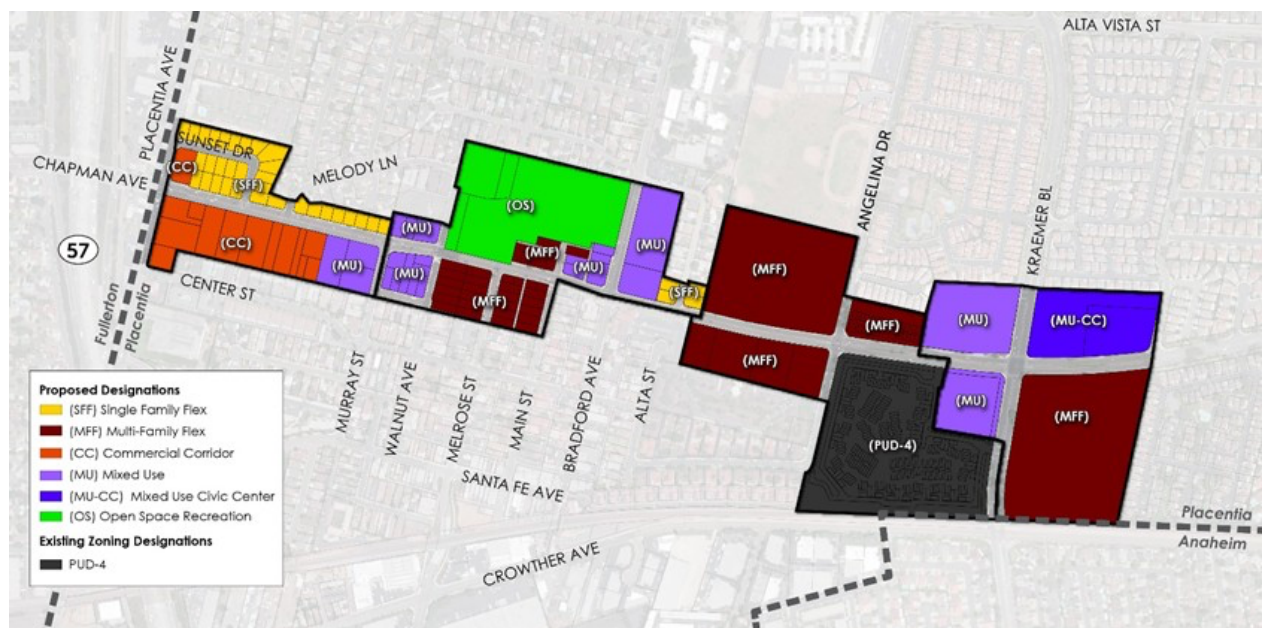 ALTA VISTA ST
PLACENTIA AVE
SUNSET DR
CHAPMAN AVE
(CC)
(SFF)
MELODY LN
ANGELINA DR
KRAEMER BL
(OS)
(MU)
(MU)
57
(CC)
(MU)
(MU)
(MFF)
(MU)
(MFF)
CENTER ST
(MFF)
(SFF)
(MFF)
(MU)
(MU-CC)
Fullerton
Placentia
(MFF)
(MU)
(MFF)
MURRAY ST
WALNUT AVE
MELROSE ST
MAIN ST
BRADFORD AVE
ALTA ST
(PUD-4)
SANTA FE AVE
CROWTHER AVE
Placentia
Anaheim
Proposed Designations
(SFF) Single Family Flex
(MFF) Multi-Family Flex
(CC) Commercial Corridor
(MU) Mixed Use
(MU-CC) Mixed Use Civic Center
(OS) Open Space Recreation
Existing Zoning Designations
PUD-4